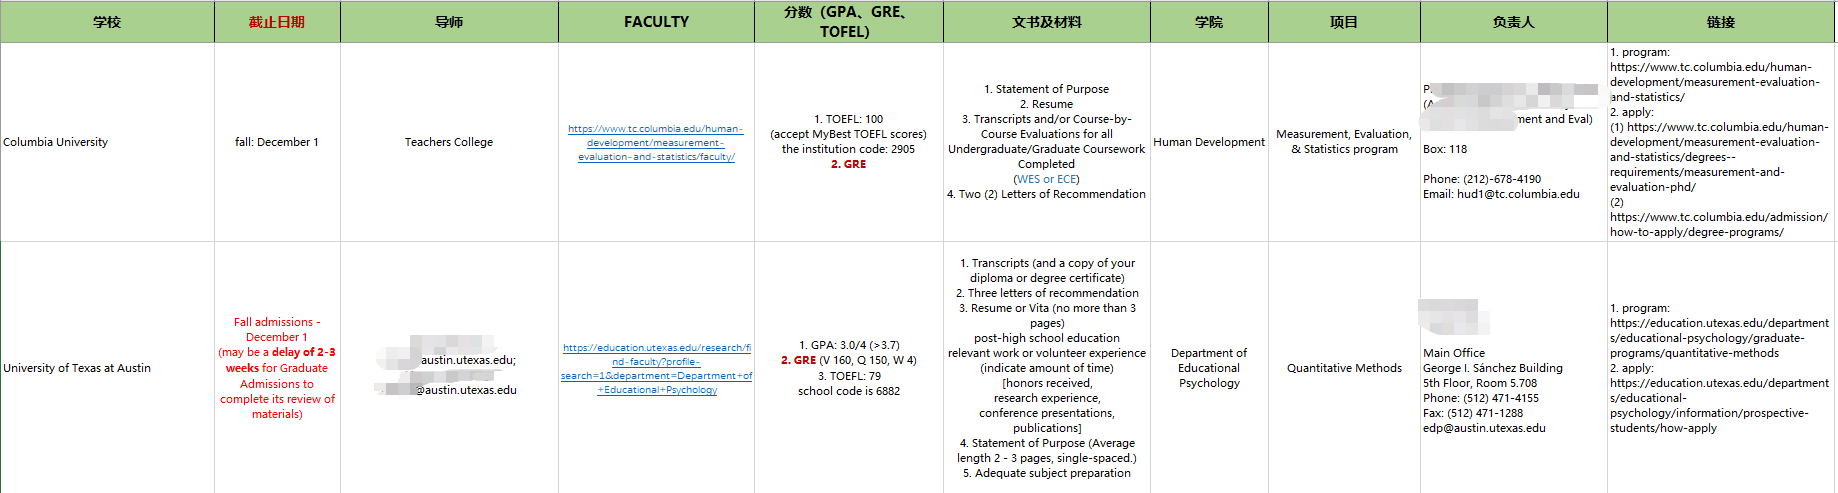 学校
截止日期
导师
FACULTY
分数（GPA、GRE、
TOFEL)
文书及材料
学院
项目
负责人
链接
Columbia University
fall: December 1
Teachers College
https://www.tc.columbia.edu/human-
development/measurement-
evaluation-and-statistics/faculty/
1. TOEFL: 100
(accept MyBest TOEFL scores)
the institution code: 2905
2. GRE
1. Statement of Purpose
2. Resume
3. Transcripts and/or Course-by-
Course Evaluations for all
Undergraduate/Graduate Coursework
Completed
(WES or ECE)
4. Two (2) Letters of Recommendation
Human Development
Measurement, Evaluation,
& Statistics program
ment and Eval)
Box: 118
Phone: (212)-678-4190
Email: hud1@tc.columbia.edu
1. program:
https://www.tc.columbia.edu/human-
development/measurement-evaluation-
and-statistics/
2. apply:
(1) https://www.tc.columbia.edu/human-
development/measurement-evaluation-
and-statistics/degrees--
requirements/measurement-and-
evaluation-phd/
(2)
https://www.tc.columbia.edu/admission/
how-to-apply/degree-programs/
University of Texas at Austin
Fall admissions -
December 1
(may be a delay of 2-3
weeks for Graduate
Admissions to
complete its review of
materials)
austin.utexas.edu;
@austin.utexas.edu
https://education.utexas.edu/research/fi
nd-faculty?profile-
search=1&department=Department+of
+Educational+Psychology
1. GPA: 3.0/4 (>3.7)
2. GRE (V 160, Q 150, W 4)
3. TOEFL: 79
school code is 6882
1. Transcripts (and a copy of your
diploma or degree certificate)
2. Three letters of recommendation
3. Resume or Vita (no more than 3
pages)
post-high school education
relevant work or volunteer experience
(indicate amount of time)
[honors received,
research experience,
conference presentations,
publications]
4. Statement of Purpose (Average
length 2 - 3 pages, single-spaced.)
5. Adequate subject preparation
Department of
Educational
Psychology
Quantitative Methods
Main Office
George I. Sánchez Building
5th Floor, Room 5.708
Phone: (512) 471-4155
Fax: (512) 471-1288
edp@austin.utexas.edu
1. program:
https://education.utexas.edu/department
s/educational-psychology/graduate-
programs/quantitative-methods
2. apply:
https://education.utexas.edu/department
s/educational-
psychology/information/prospective-
students/how-apply